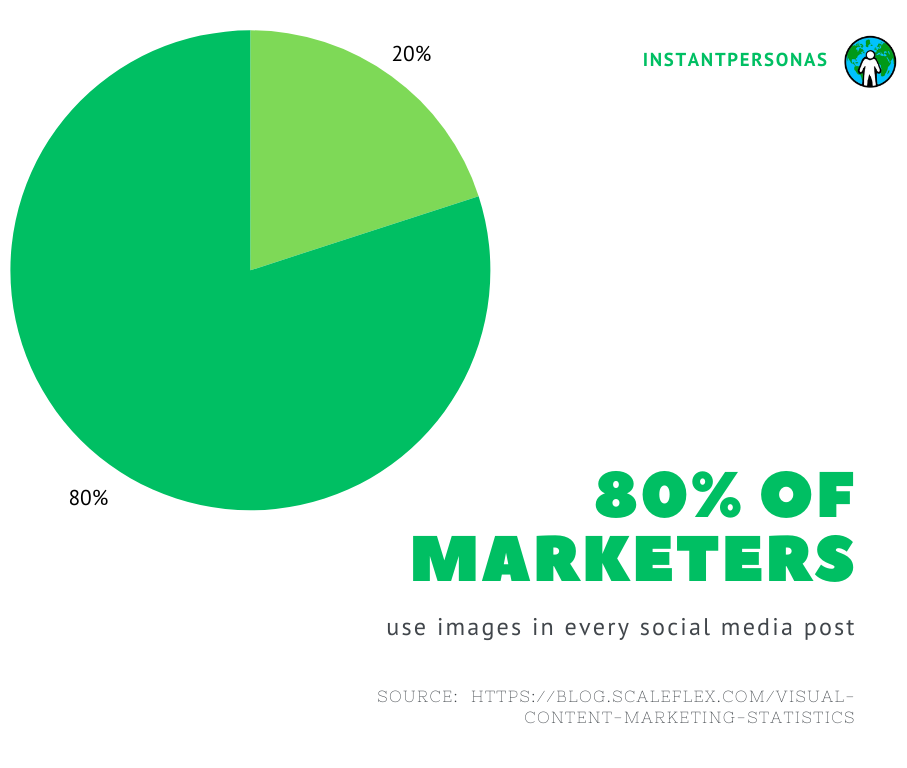 20%
INSTANTPERSONAS
80%
80% OF
MARKETERS
use images in every social media post
SOURCE: HTTPS://BLOG.SCALEFLEX.COM/VISUAL-
CONTENT-MARKETING-STATISTICS